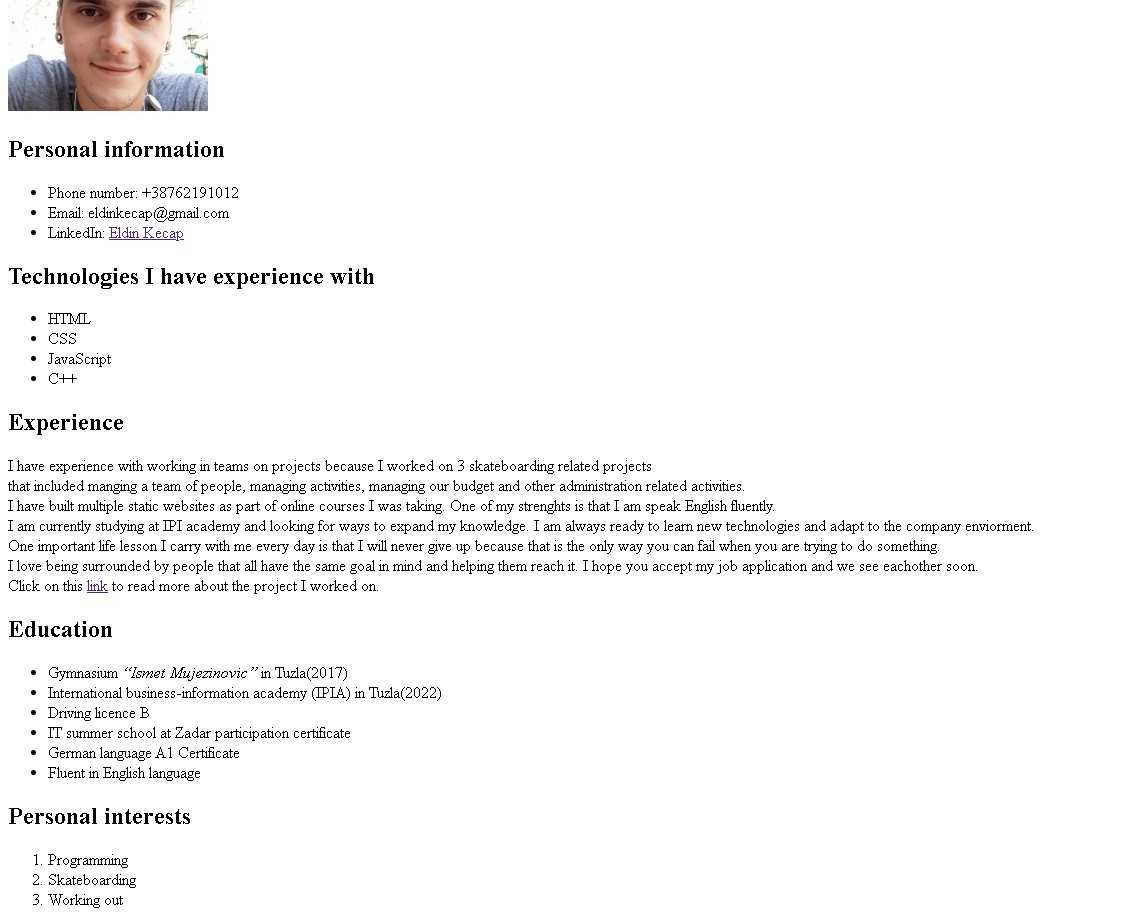 Personal information
Phone number: +38762191012
Email: eldinkecap@gmail.com
LinkedIn: Eldin Kecap
Technologies I have experience with
HTML
CSS
JavaScript
C++
Experience
I have experience with working in teams on projects because I worked on 3 skateboarding related projects
that included manging a team of people, managing activities, managing our budget and other administration related activities.
I have built multiple static websites as part of online courses I was taking. One of my strenghts is that I am speak English fluently.
I am currently studying at IPI academy and looking for ways to expand my knowledge. I am always ready to learn new technologies and adapt to the company enviorment.
One important life lesson I carry with me every day is that I will never give up because that is the only way you can fail when you are trying to do something.
I love being surrounded by people that all have the same goal in mind and helping them reach it. I hope you accept my job application and we see eachother soon.
Click on this link to read more about the project I worked on.
Education
Gymnasium “Ismet Mujezinovic” in Tuzla(2017)
International business-information academy (IPIA) in Tuzla(2022)
Driving licence B
IT summer school at Zadar participation certificate
German language A1 Certificate
Fluent in English language
Personal interests
1. Programming
2. Skateboarding
3. Working out